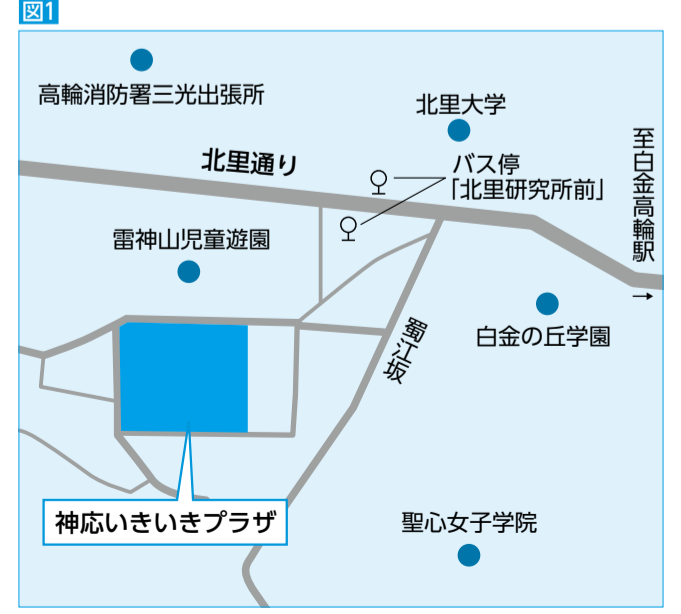 図1
高輪消防署三光出張所
北里大学
北里通り
バス停
「北里研究所前」
至白金高輪駅
→
雷神山児童遊園
白金の丘学園
蜀江坂
神応いきいきプラザ
聖心女子学院